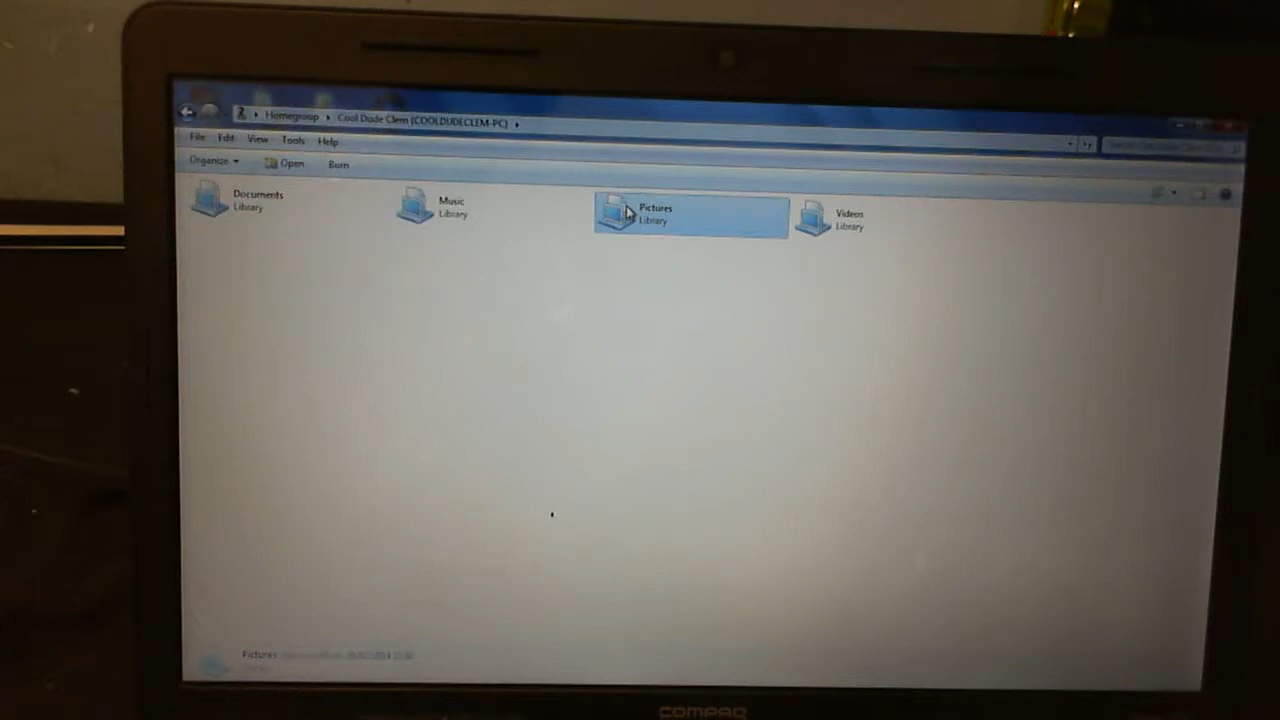 Homegroup Cool Dude Clem (COOLDUDECLEM-PC)
File Edit View Tools Help
Organize Open Burn
Documents
Library
Music
Library
Pictures
Library
Videos
Library
Pictures
COMPAQ